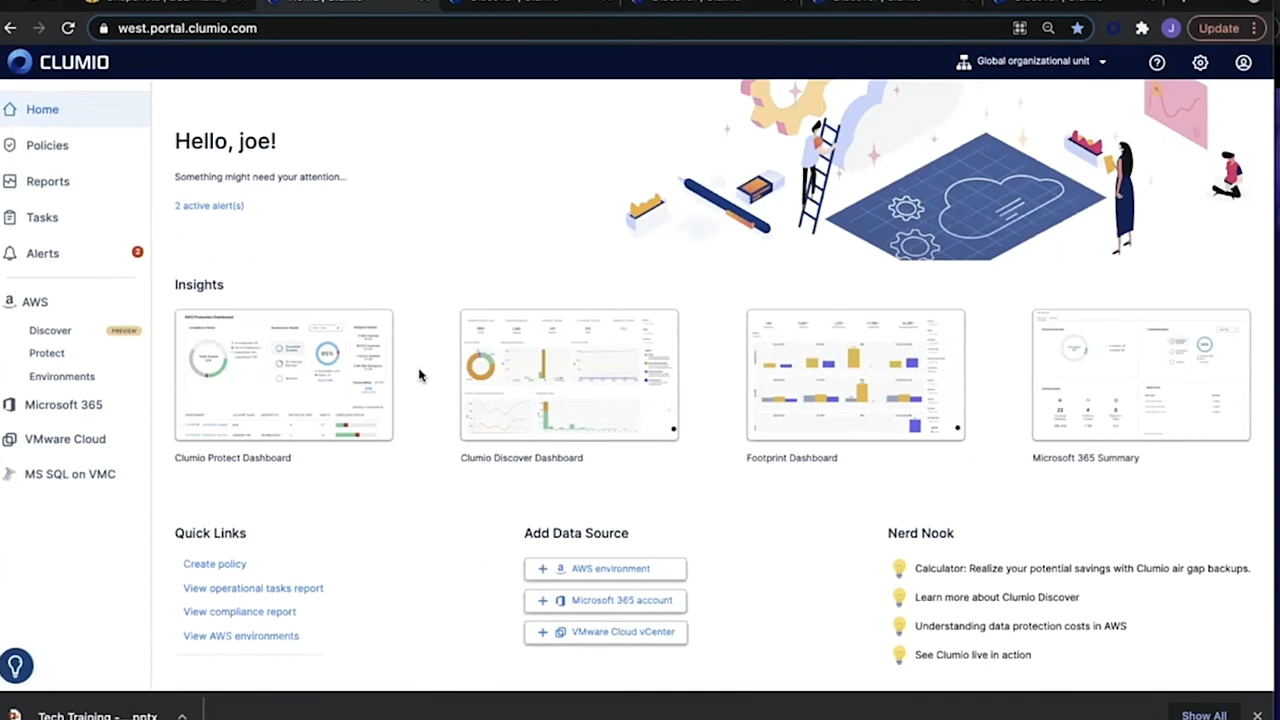 west.portal.clumio.com
Update
CLUMIO
Global organizational unit
Home
Policies
Reports
Tasks
Alerts
2
AWS
Discover
PREVIEW
Protect
Environments
Microsoft 365
VMware Cloud
MS SQL on VMC
Hello, joe!
Something might need your attention...
2 active alert(s)
Insights
Clumio Protect Dashboard
Clumio Discover Dashboard
Footprint Dashboard
Microsoft 365 Summary
Quick Links
Create policy
View operational tasks report
View compliance report
View AWS environments
Add Data Source
+ AWS environment
+ Microsoft 365 account
+ VMware Cloud vCenter
Nerd Nook
Calculator: Realize your potential savings with Clumio air gap backups.
Learn more about Clumio Discover
Understanding data protection costs in AWS
See Clumio live in action
Tech Training - ....pptx
Show All